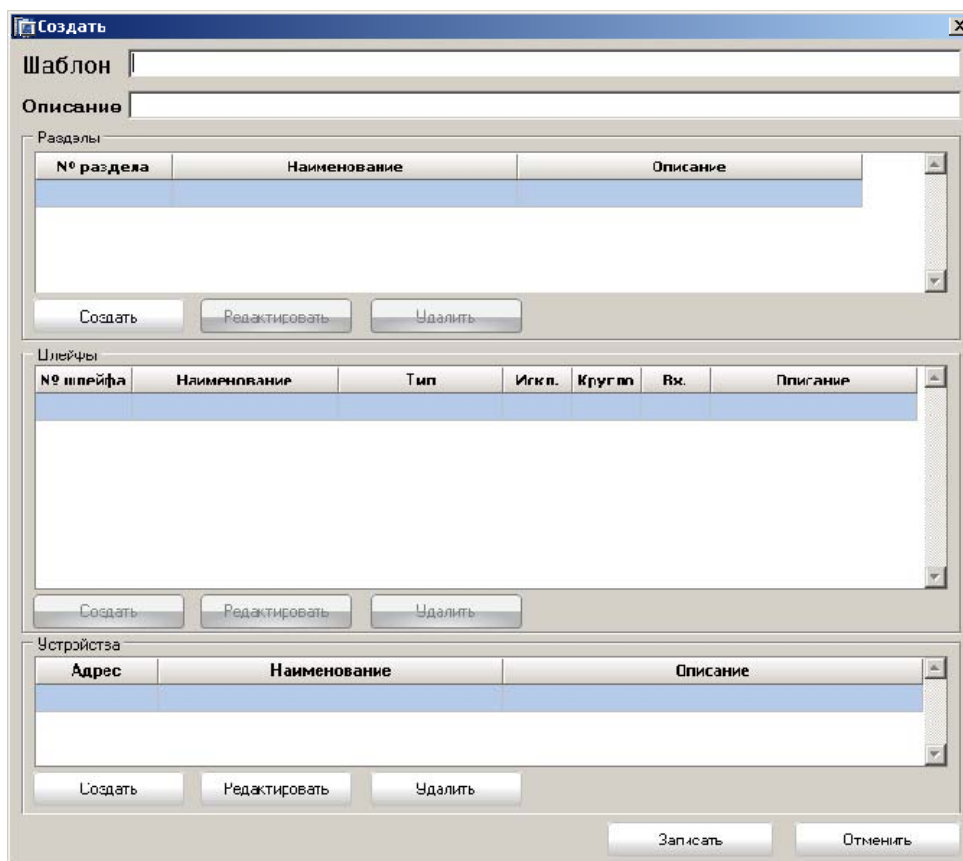 Создать
Шаблон
Описание
Разделы
№ раздела Наименование Описание
Создать Редактировать Удалить
Шлейфы
№ шлейфа Наименование Тип Искл. Кругло Вх. Описание
Создать Редактировать Удалить
Устройства
Адрес Наименование Описание
Создать Редактировать Удалить
Записать Отменить